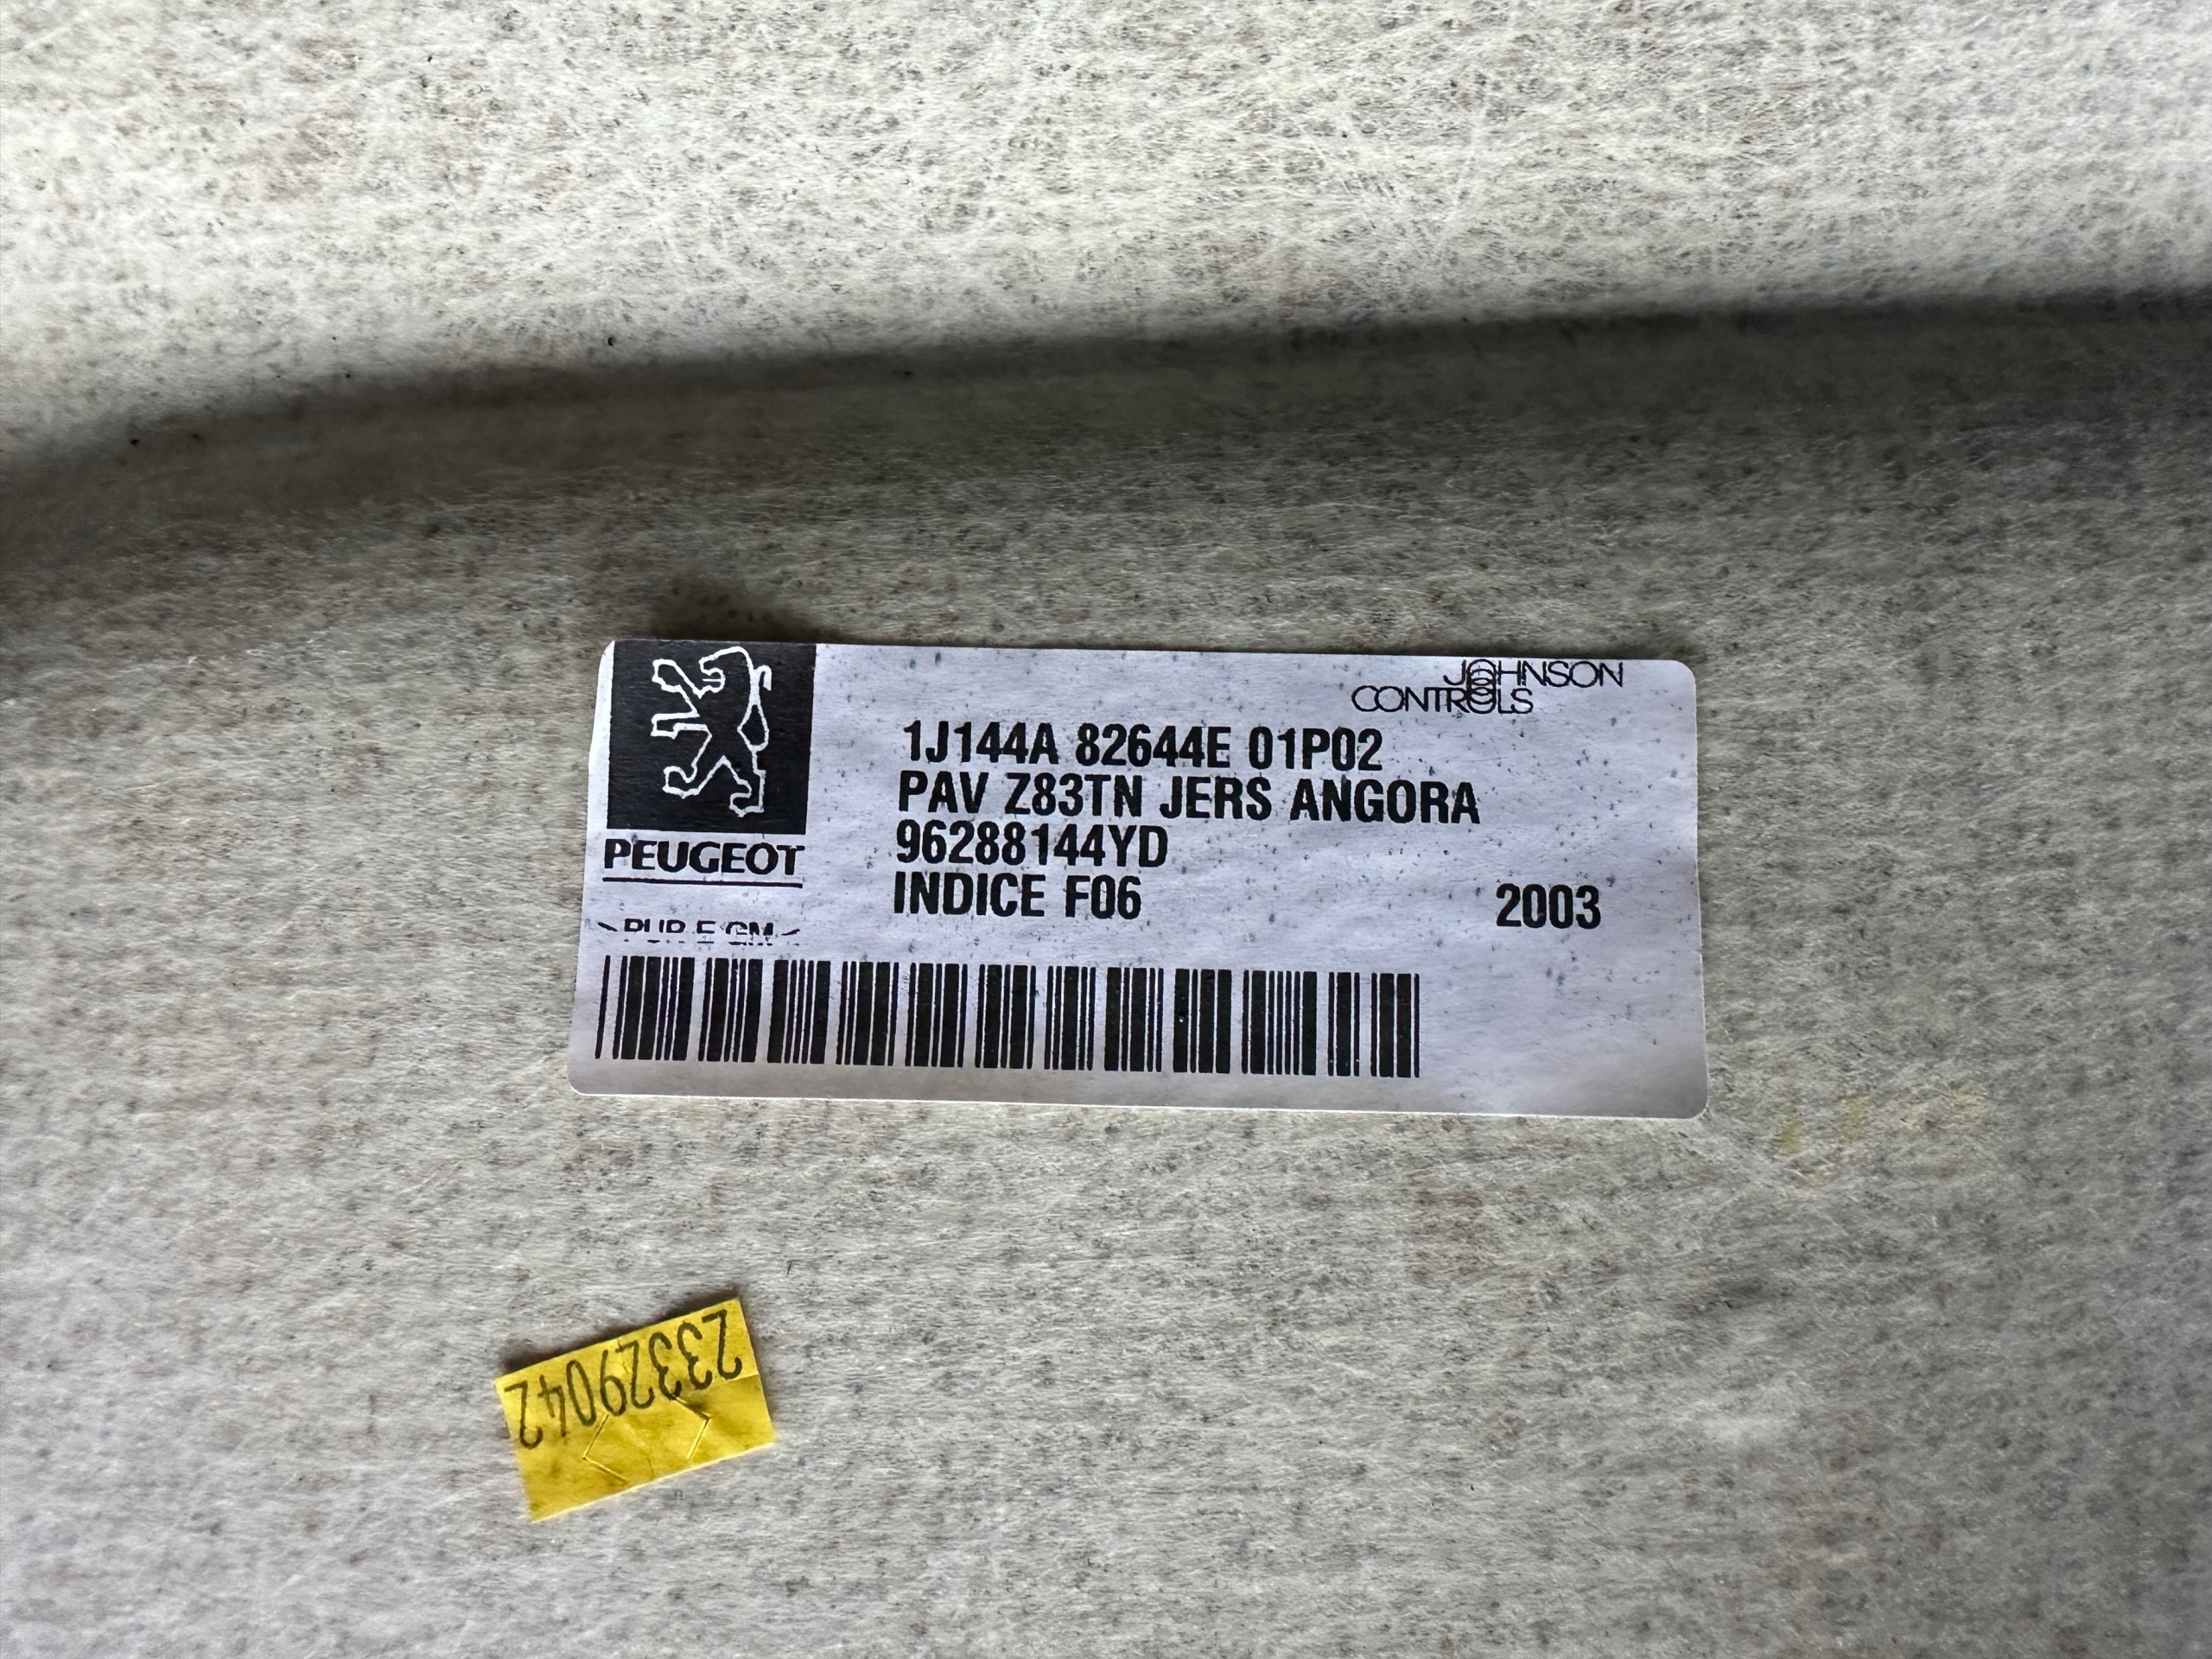 JOHNSON
CONTROLS
1J144A 82644E 01P02
PAV Z83TN JERS ANGORA
96288144YD
PEUGEOT
INDICE F06 2003
23329042